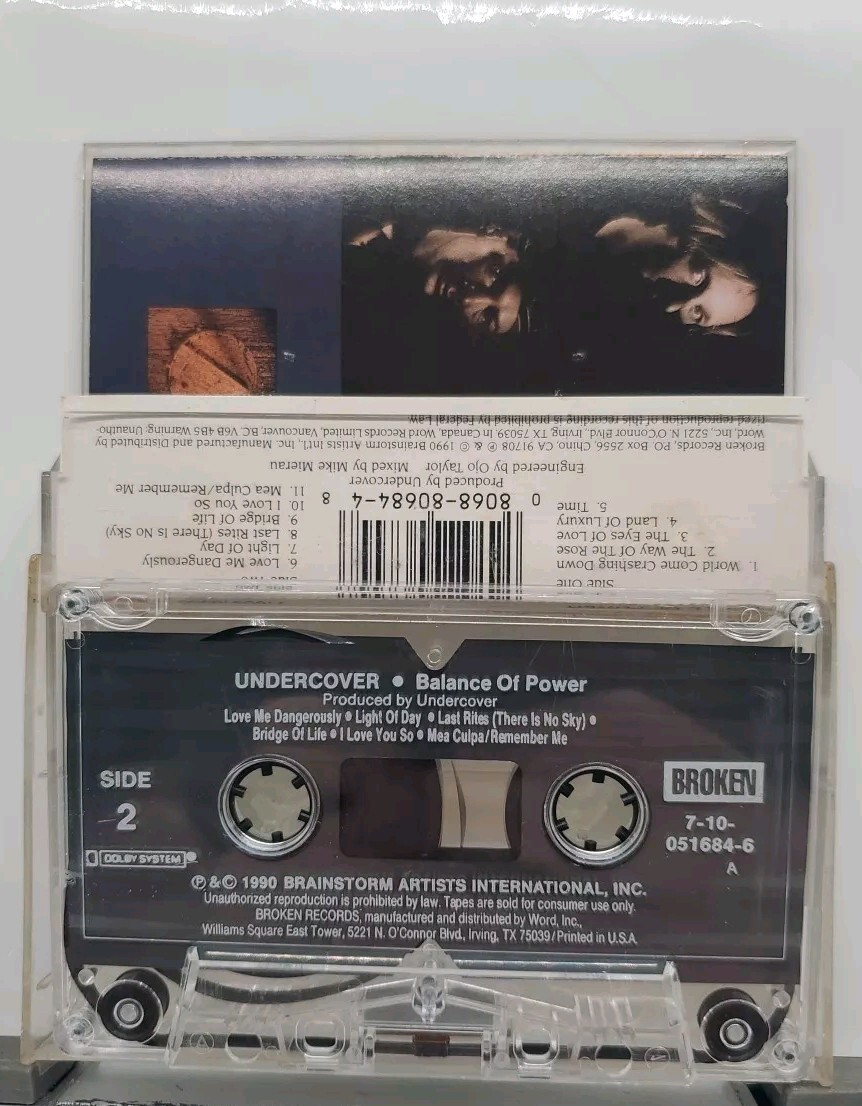 Side One
1. World Come Crashing Down
2. The Way Of The Rose
3. The Eyes Of Love
4. Land Of Luxury
5. Time
0 8068-80684-4 8
Side Two
6. Love Me Dangerously
7. Light Of Day
8. Last Rites (There Is No Sky)
9. Bridge Of Life
10. I Love You So
11. Mea Culpa/Remember Me
Produced by Undercover
Engineered by Ojo Taylor Mixed by Mike Mierau
Broken Records, P.O. Box 2556, Chino, CA 91708 ℗ & © 1990 Brainstorm Artists Int'l., Inc. Manufactured and Distributed by
Word, Inc., 5221 N. O'Connor Blvd., Irving TX 75039 In Canada, Word Records Limited, Vancouver, B.C. V6B 4B5 Warning: Unautho-
rized reproduction of this recording is prohibited by Federal Law
UNDERCOVER • Balance Of Power
Produced by Undercover
Love Me Dangerously • Light Of Day • Last Rites (There Is No Sky) •
Bridge Of Life • I Love You So • Mea Culpa/Remember Me
SIDE
2
DOLBY SYSTEM
BROKEN
7-10-
051684-6
A
℗ & © 1990 BRAINSTORM ARTISTS INTERNATIONAL, INC.
Unauthorized reproduction is prohibited by law. Tapes are sold for consumer use only.
BROKEN RECORDS, manufactured and distributed by Word, Inc.,
Williams Square East Tower, 5221 N. O'Connor Blvd., Irving, TX 75039/Printed in U.S.A.